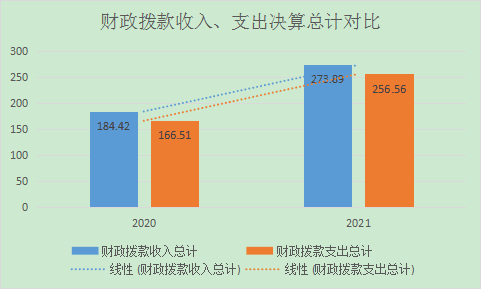 财政拨款收入、支出决算总计对比
300
250
200
150
100
50
0
184.42
166.51
273.89
256.56
2020
2021
财政拨款收入总计
财政拨款支出总计
线性 (财政拨款收入总计)
线性 (财政拨款支出总计)